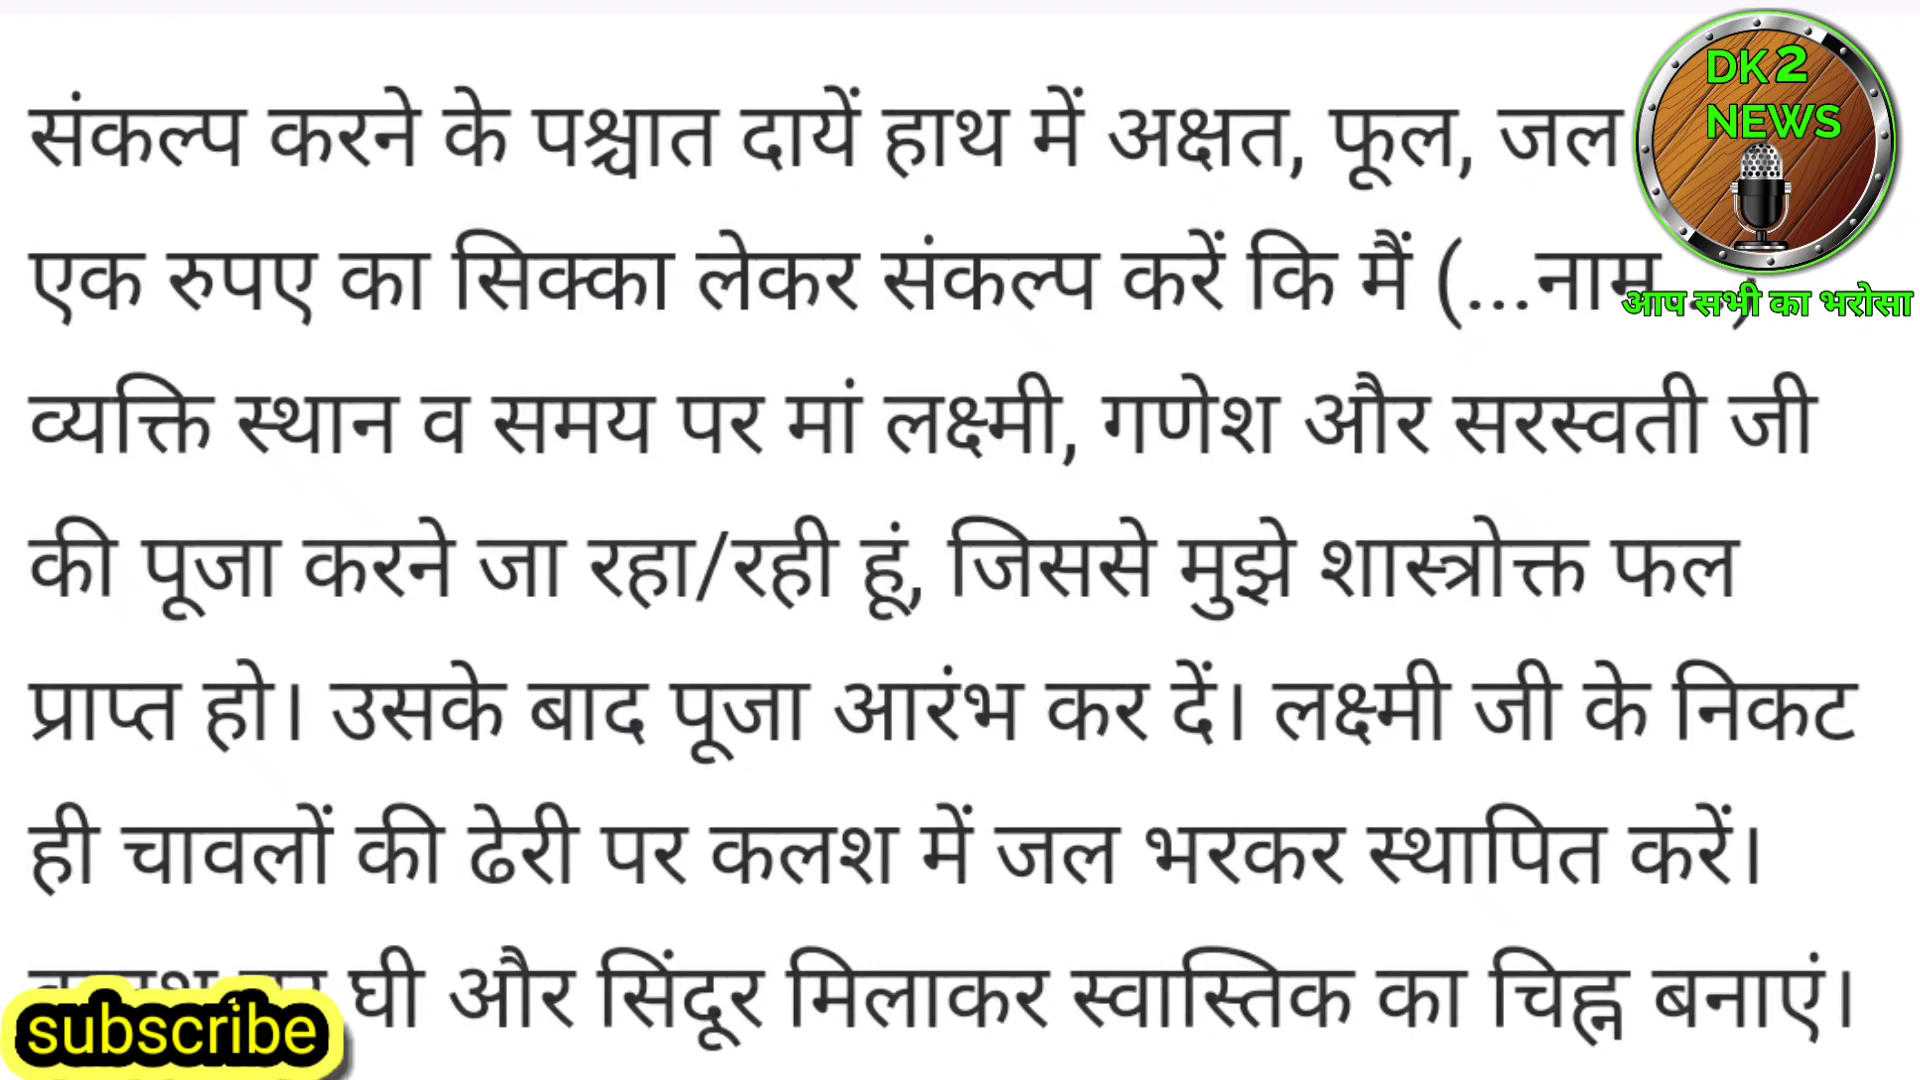 संकल्प करने के पश्चात दायें हाथ में अक्षत, फूल, जल
एक रुपए का सिक्का लेकर संकल्प करें कि मैं (...नाम
व्यक्ति स्थान व समय पर मां लक्ष्मी, गणेश और सरस्वती जी
की पूजा करने जा रहा/रही हूं, जिससे मुझे शास्त्रोक्त फल
प्राप्त हो। उसके बाद पूजा आरंभ कर दें। लक्ष्मी जी के निकट
ही चावलों की ढेरी पर कलश में जल भरकर स्थापित करें।
घी और सिंदूर मिलाकर स्वास्तिक का चिह्न बनाएं।
DK2
NEWS
आप सभी का भरोसा
subscribe